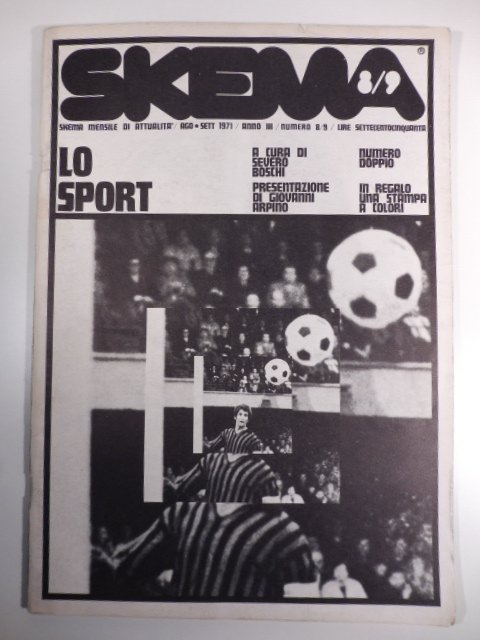 SKEMA
8/9
®
SKEMA MENSILE DI ATTUALITA'/ AGO • SETT 1971 / ANNO III / NUMERO 8/9 / LIRE SETTECENTOCINQUANTA
LO
SPORT
A CURA DI
SEVERO
BOSCHI
PRESENTAZIONE
DI GIOVANNI
ARPINO
NUMERO
DOPPIO
IN REGALO
UNA STAMPA
A COLORI